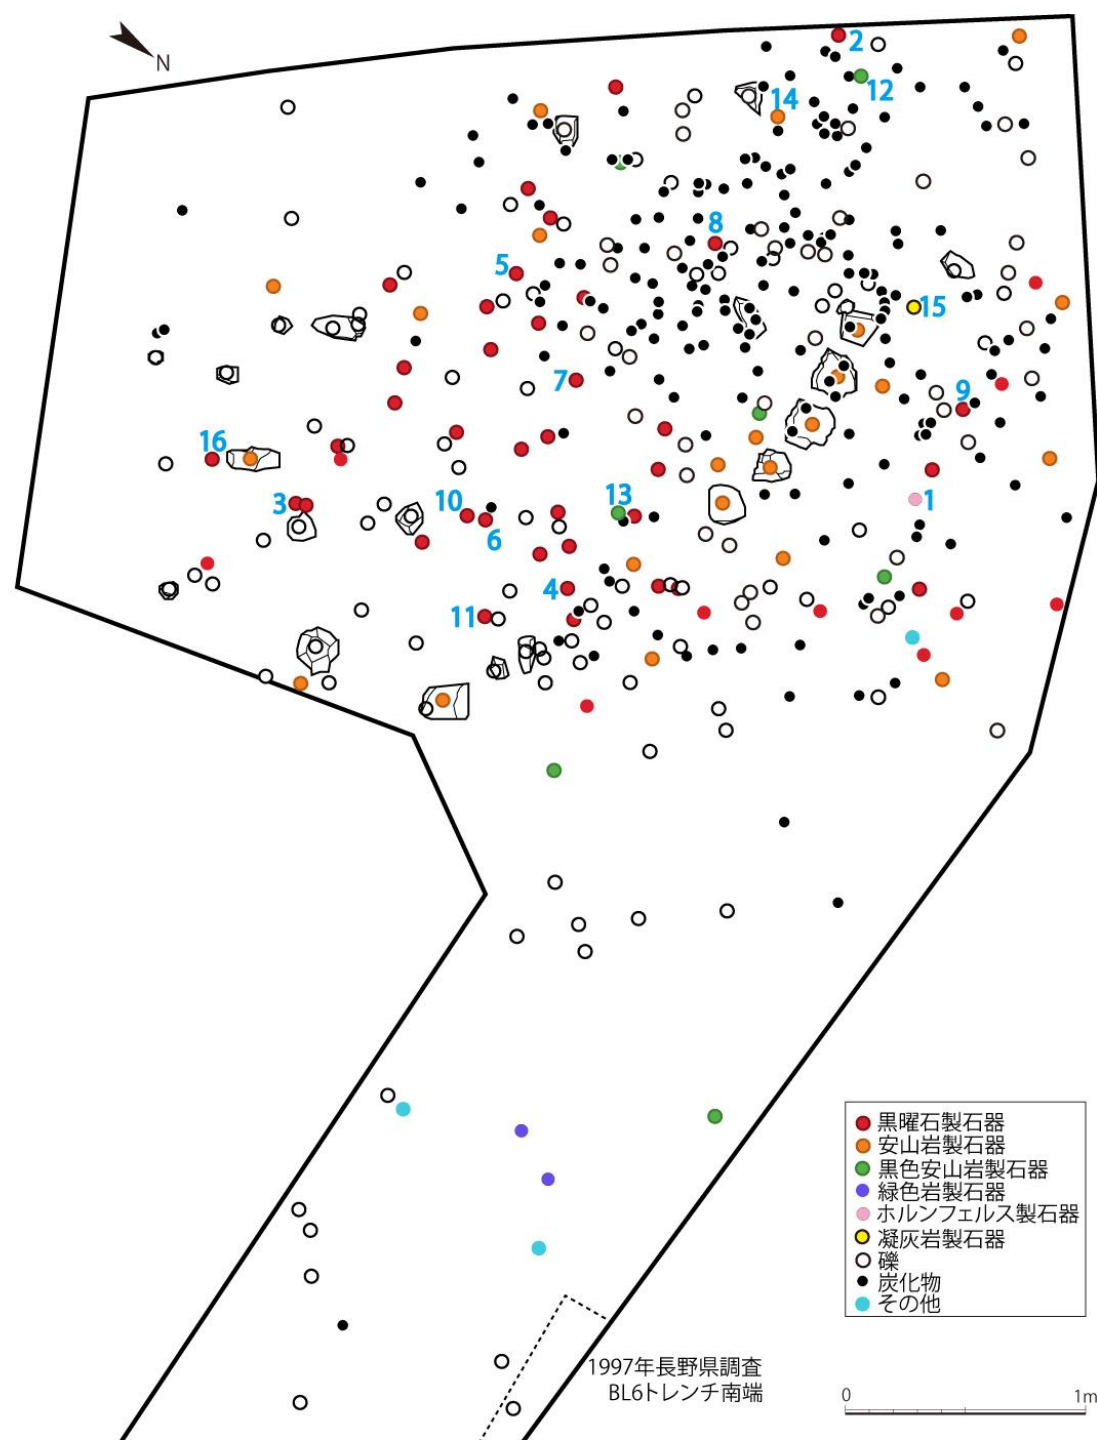 N
2
12
14
8
5
15
7
9
16
3
10
6
13
1
4
11
黒曜石製石器
安山岩製石器
黒色安山岩製石器
緑色岩製石器
ホルンフェルス製石器
凝灰岩製石器
礫
炭化物
その他
1997年長野県調査
BL6トレンチ南端
0 1m